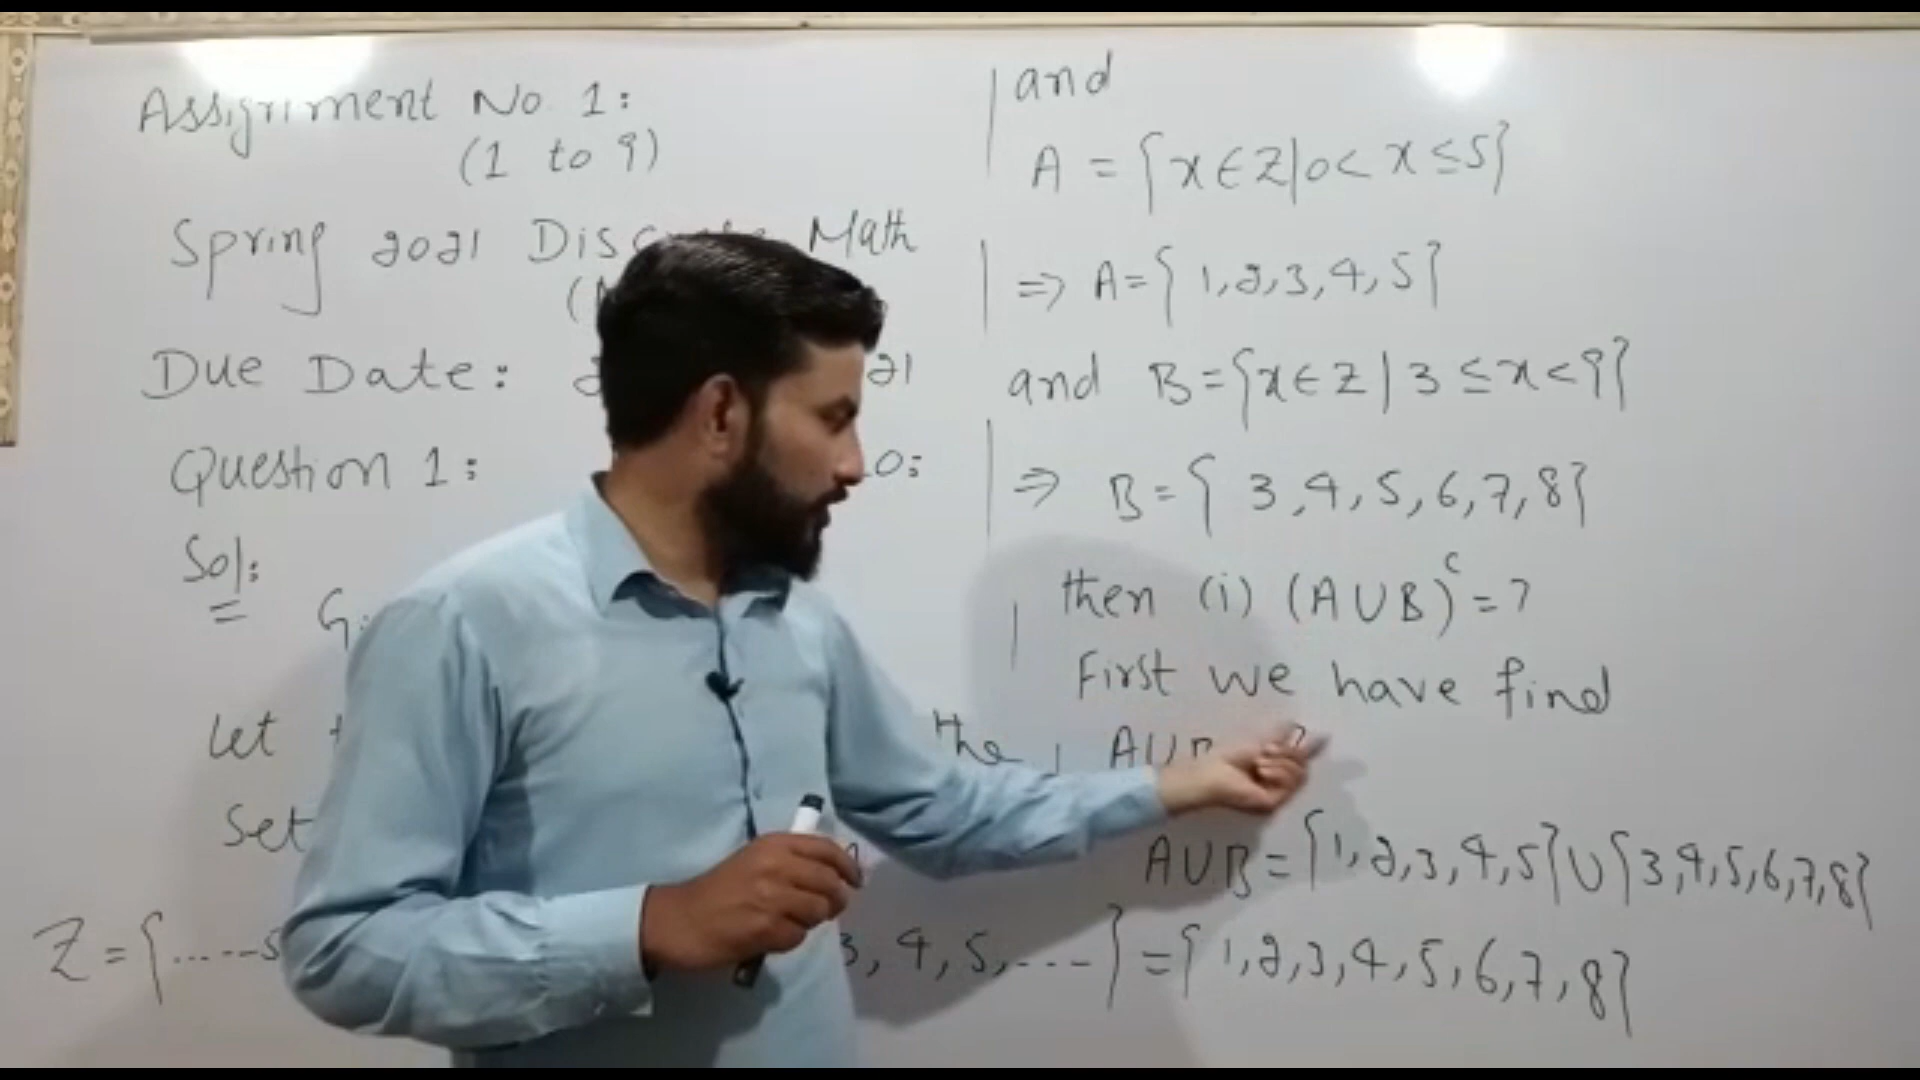 Assignment No. 1:
(1 to 9)
Spring 2021 Math
Due Date: 21
Question 1:
Sol:
Let the
Set
Z = {.....-5 3, 4, 5, ....}
and
A = {x ∈ Z | 0 < x ≤ 5}
⇒ A = {1, 2, 3, 4, 5}
and B = {x ∈ Z | 3 ≤ x < 9}
⇒ B = {3, 4, 5, 6, 7, 8}
then (i) (A ∪ B)ᶜ = ?
First we have find
A ∪ B
A ∪ B = {1, 2, 3, 4, 5} ∪ {3, 4, 5, 6, 7, 8}
= {1, 2, 3, 4, 5, 6, 7, 8}